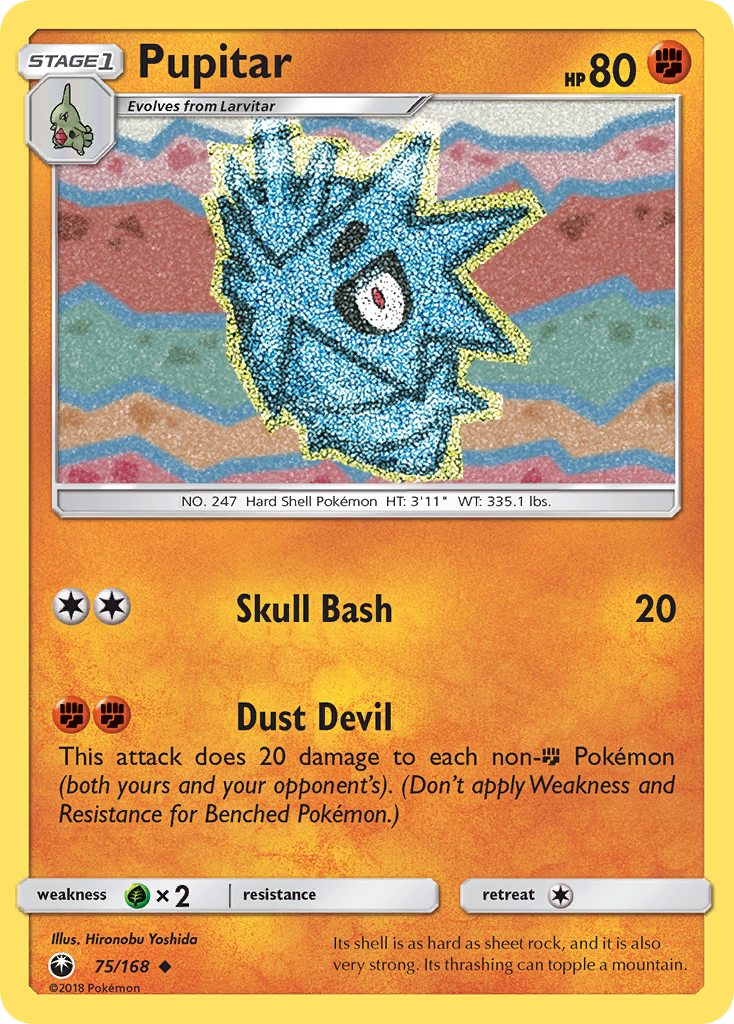 STAGE1
Pupitar
HP80
Evolves from Larvitar
NO. 247 Hard Shell Pokémon HT: 3'11" WT: 335.1 lbs.
Skull Bash 20
Dust Devil
This attack does 20 damage to each non- Pokémon
(both yours and your opponent's). (Don't apply Weakness and
Resistance for Benched Pokémon.)
weakness ×2 resistance retreat
Illus. Hironobu Yoshida
75/168
©2018 Pokémon
Its shell is as hard as sheet rock, and it is also
very strong. Its thrashing can topple a mountain.